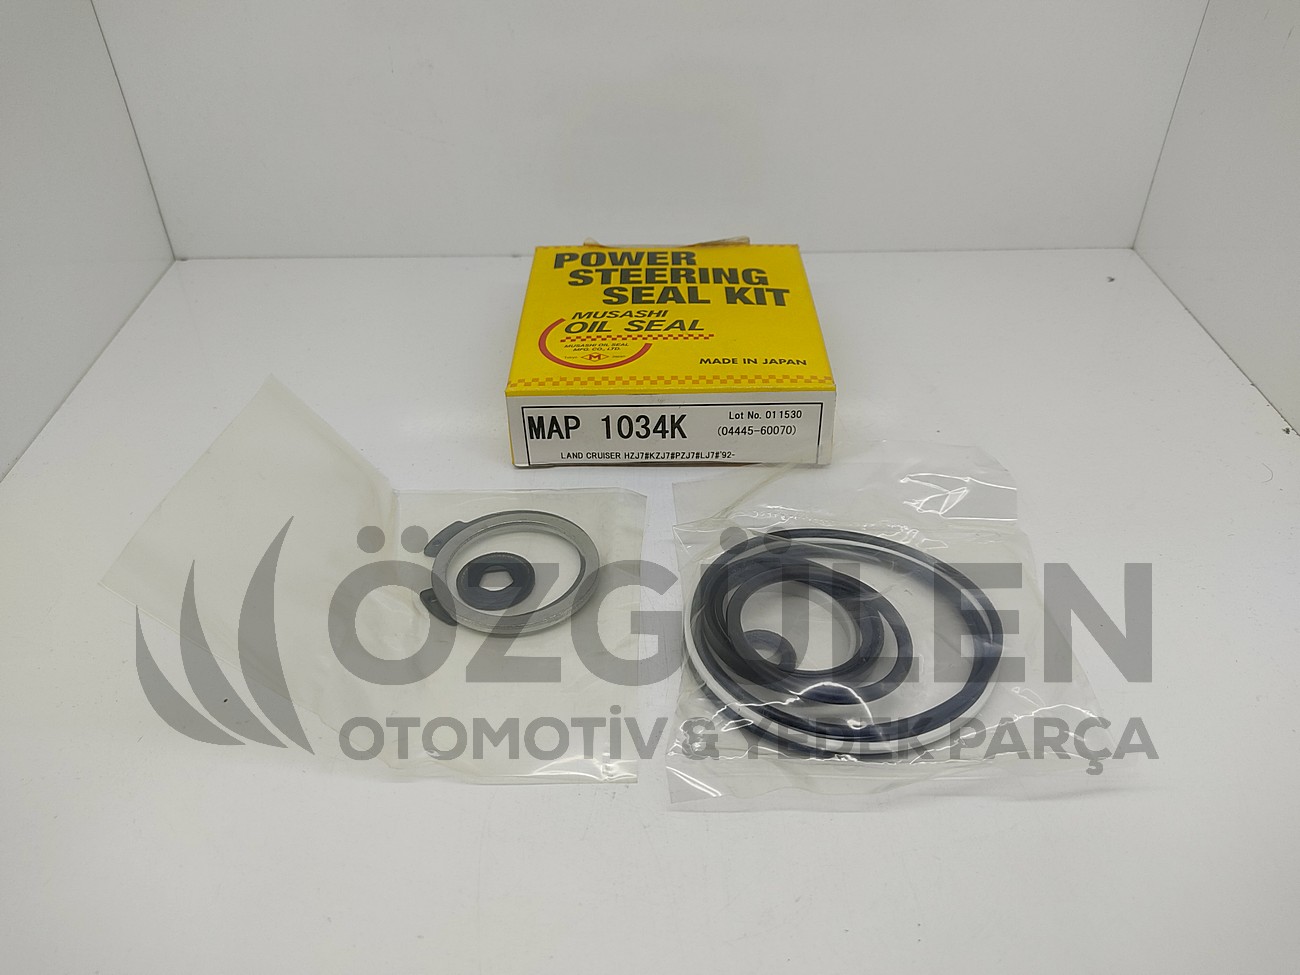 POWER
STEERING
SEAL KIT
MUSASHI
OIL SEAL
MUSASHI OIL SEAL
MFG. CO., LTD.
M
MADE IN JAPAN
MAP 1034K
Lot No. 011530
(04445-60070)
LAND CRUISER HZJ7#KZJ7#PZJ7#LJ7#'92-
ÖZGÜLEN
OTOMOTİV & YEDEK PARÇA